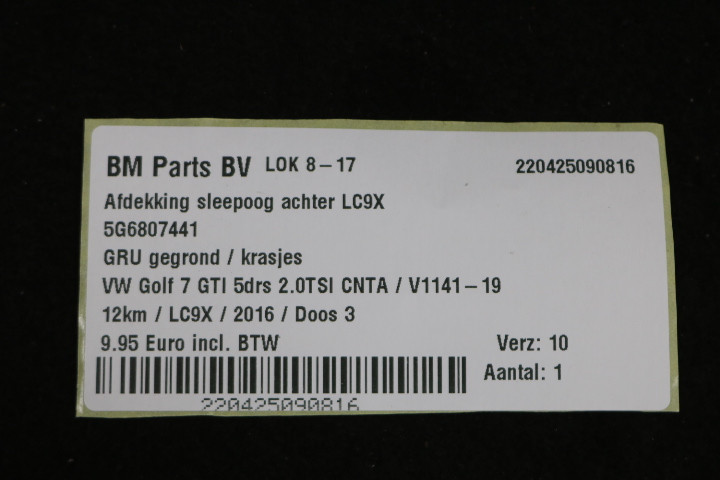 BM Parts BV LOK 8-17 220425090816
Afdekking sleepoog achter LC9X
5G6807441
GRU gegrond / krasjes
VW Golf 7 GTI 5drs 2.0TSI CNTA / V1141-19
12km / LC9X / 2016 / Doos 3
9.95 Euro incl. BTW Verz: 10
Aantal: 1
220425090816